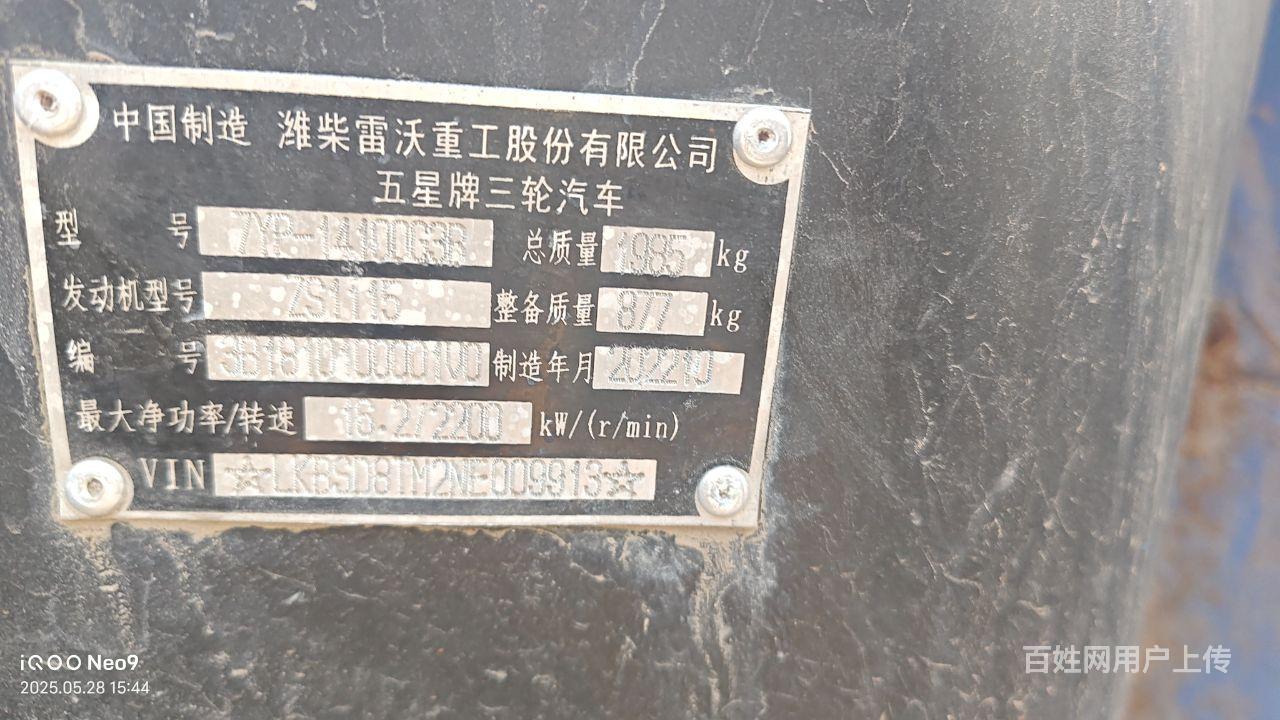 中国制造 潍柴雷沃重工股份有限公司
五星牌三轮汽车
型 号 7YP-1410DG3B 总质量 1985 kg
发动机型号 ZS1115 整备质量 877 kg
编 号 制造年月 202210
最大净功率/转速 16.2/2200 kW/(r/min)
VIN ☆LKBSD8TM2NE009913☆
iQOO Neo9
2025.05.28 15:44
百姓网用户上传